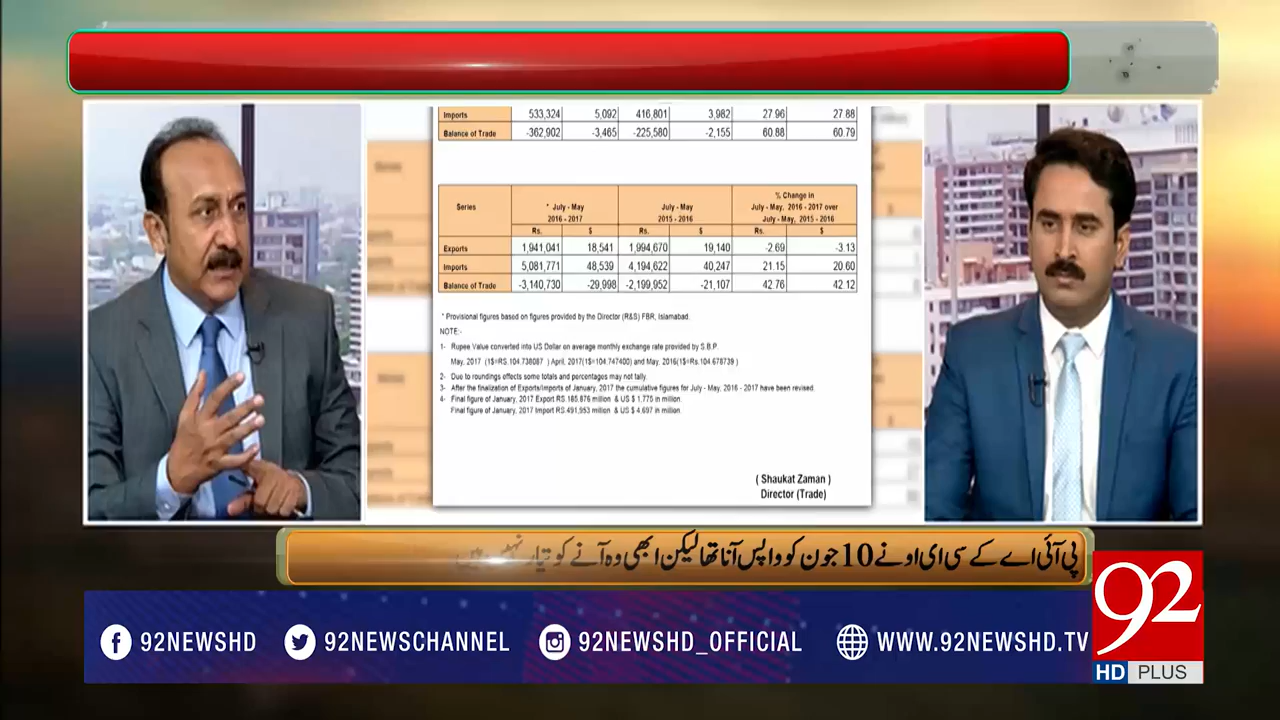 Imports 533,324 5,092 416,801 3,982 27.96 27.88
Balance of Trade -362,902 -3,465 -225,580 -2,155 60.88 60.79
Series * July - May 2016 - 2017 July - May 2015 - 2016 % Change in July - May, 2016 - 2017 over July - May, 2015 - 2016
Rs. $ Rs. $ Rs. $
Exports 1,941,041 18,541 1,994,670 19,140 -2.69 -3.13
Imports 5,081,771 48,539 4,194,622 40,247 21.15 20.60
Balance of Trade -3,140,730 -29,998 -2,199,952 -21,107 42.76 42.12
* Provisional figures based on figures provided by the Director (R&S) FBR, Islamabad.
NOTE:-
1- Rupee Value converted into US Dollar on average monthly exchange rate provided by S.B.P.
May, 2017 (1$=RS.104.738087 ) April, 2017(1$=104.747400) and May, 2016(1$=Rs.104.678739 )
2- Due to roundings effects some totals and percentages may not tally.
3- After the finalization of Exports/Imports of January, 2017 the cumulative figures for July - May, 2016 - 2017 have been revised.
4- Final figure of January, 2017 Export RS.185,876 million & US $ 1,775 in million.
Final figure of January, 2017 Import RS.491,953 million & US $ 4,697 in million.
( Shaukat Zaman )
Director (Trade)
پی آئی اے کے سی ای او نے 10 جون کو واپس آنا تھا لیکن ابھی وہ آنے کو تیار نہیں ہیں
92NEWSHD 92NEWSCHANNEL 92NEWSHD_OFFICIAL WWW.92NEWSHD.TV
92
HD PLUS